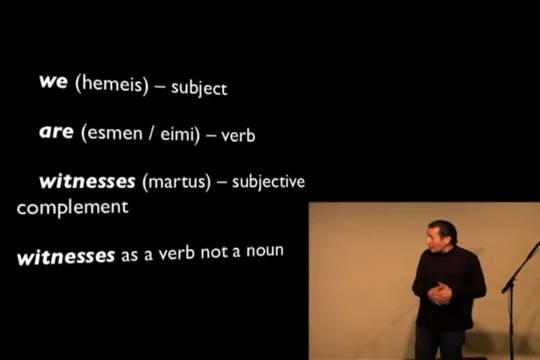 we (hemeis) – subject
are (esmen / eimi) – verb
witnesses (martus) – subjective
complement
witnesses as a verb not a noun